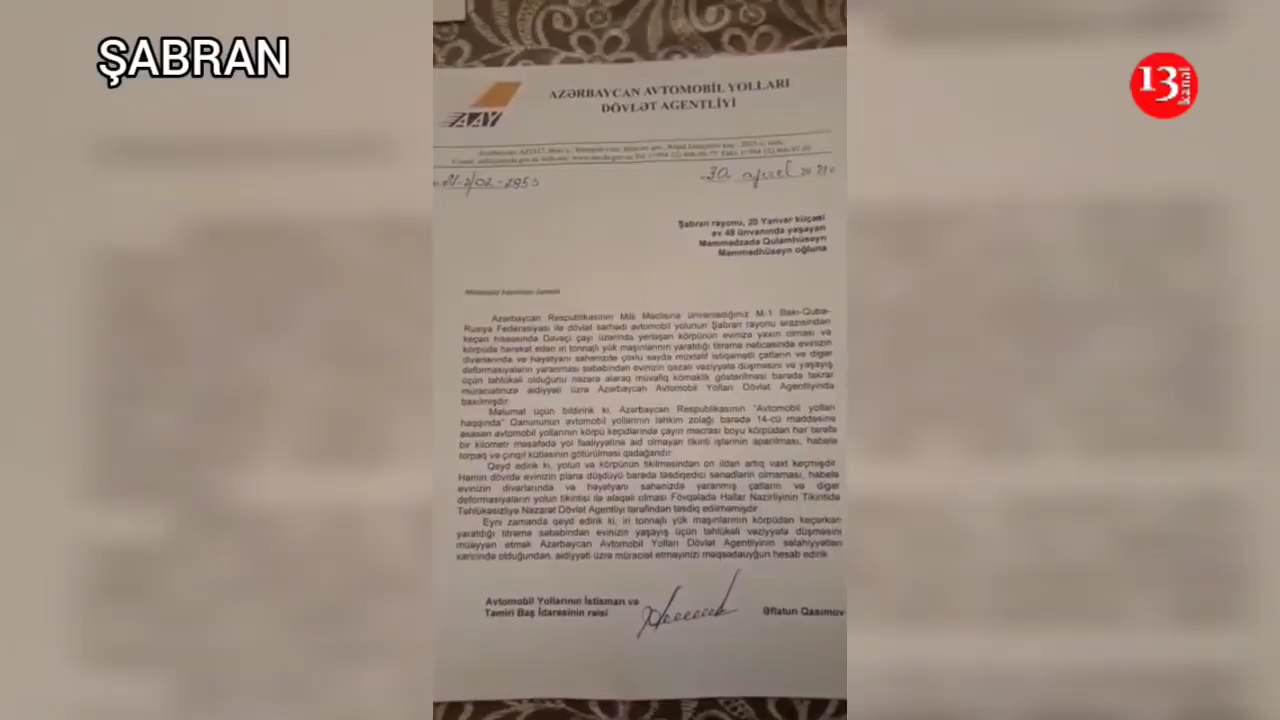 ŞABRAN
13
kanal
AAY
AZƏRBAYCAN AVTOMOBİL YOLLARI
DÖVLƏT AGENTLİYİ
30 aprel
Şabran rayonu, 20 Yanvar küçəsi
ev 48 ünvanında yaşayan
Məmmədzadə Qulamhüseyn
Məmmədhüseyn oğluna
Azərbaycan Respublikasının Milli Məclisinə ünvanladığınız M-1 Bakı-Quba-
Rusiya Federasiyası ilə dövlət sərhədi avtomobil yolunun Şabran rayonu ərazisindən
keçən hissəsində Dəvəçi çayı üzərində yerləşən körpünün evinizə yaxın olması və
körpüdə hərəkət edən iri tonnajlı yük maşınlarının yaratdığı titrəmə nəticəsində evinizin
divarlarında və həyətyanı sahənizdə çoxlu sayda müxtəlif istiqamətli çatların və digər
deformasiyaların yaranması səbəbindən evinizin qəzalı vəziyyətə düşməsini və yaşayış
üçün təhlükəli olduğunu nəzərə alaraq müvafiq köməklik göstərilməsi barədə təkrar
müraciətinizə aidiyyəti üzrə Azərbaycan Avtomobil Yolları Dövlət Agentliyində
baxılmışdır.
Məlumat üçün bildiririk ki, Azərbaycan Respublikasının "Avtomobil yolları
haqqında" Qanununun avtomobil yollarının təhkim zolağı barədə 14-cü maddəsinə
əsasən avtomobil yollarının körpü keçidlərində çayın məcrası boyu körpüdən hər tərəfə
bir kilometr məsafədə yol fəaliyyətinə aid olmayan tikinti işlərinin aparılması, habelə
torpaq və çınqıl kütləsinin götürülməsi qadağandır.
Qeyd edirik ki, yolun və körpünün tikilməsindən on ildən artıq vaxt keçmişdir.
Həmin dövrdə evinizin plana düşdüyü barədə təsdiqedici sənədlərin olmaması, habelə
evinizin divarlarında və həyətyanı sahənizdə yaranmış çatların və digər
deformasiyaların yolun tikintisi ilə əlaqəli olması Fövqəladə Hallar Nazirliyinin Tikintidə
Təhlükəsizliyə Nəzarət Dövlət Agentliyi tərəfindən təsdiq edilməmişdir.
Eyni zamanda qeyd edirik ki, iri tonnajlı yük maşınlarının körpüdən keçərkən
yaratdığı titrəmə səbəbindən evinizin yaşayış üçün təhlükəli vəziyyətə düşməsini
müəyyən etmək Azərbaycan Avtomobil Yolları Dövlət Agentliyinin səlahiyyətləri
xaricində olduğundan, aidiyyəti üzrə müraciət etməyinizi məqsədəuyğun hesab edirik.
Avtomobil Yollarının İstismarı və
Təmiri Baş İdarəsinin rəisi
Əflatun Qasımov